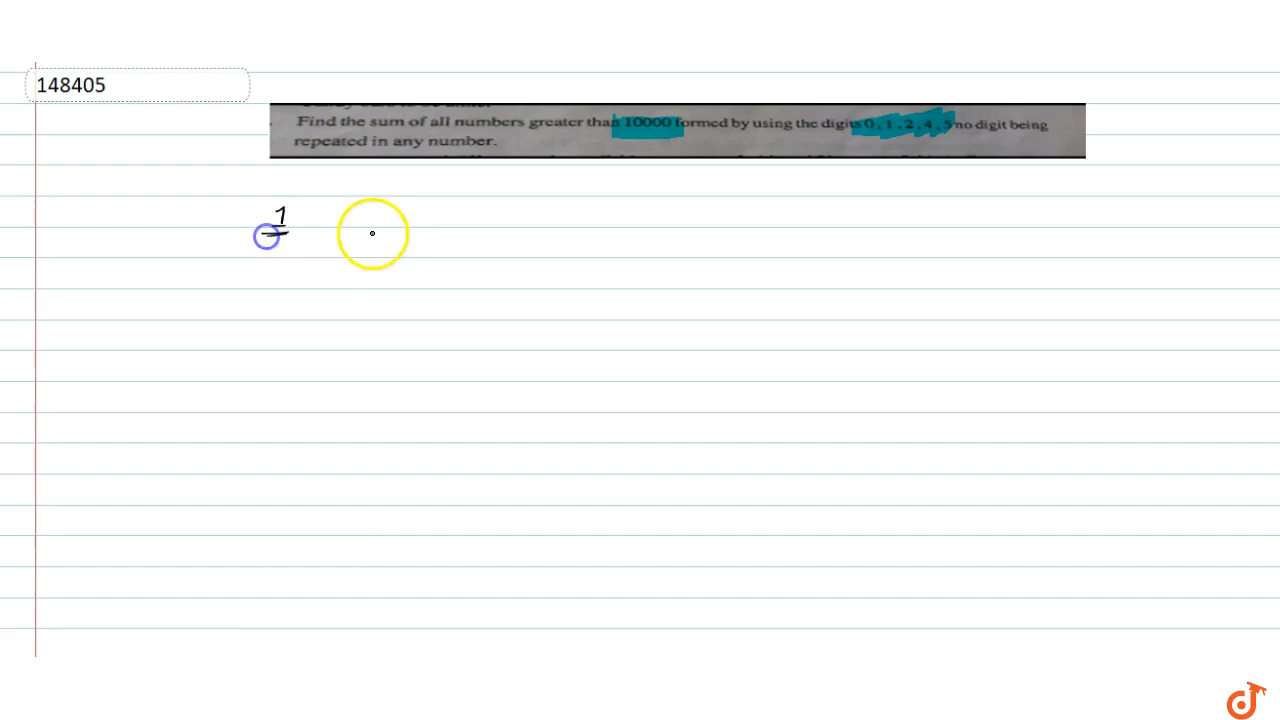 148405
Find the sum of all numbers greater than 10000 formed by using the digits 0 , 1 , 2 , 4 , 5 no digit being
repeated in any number.
1